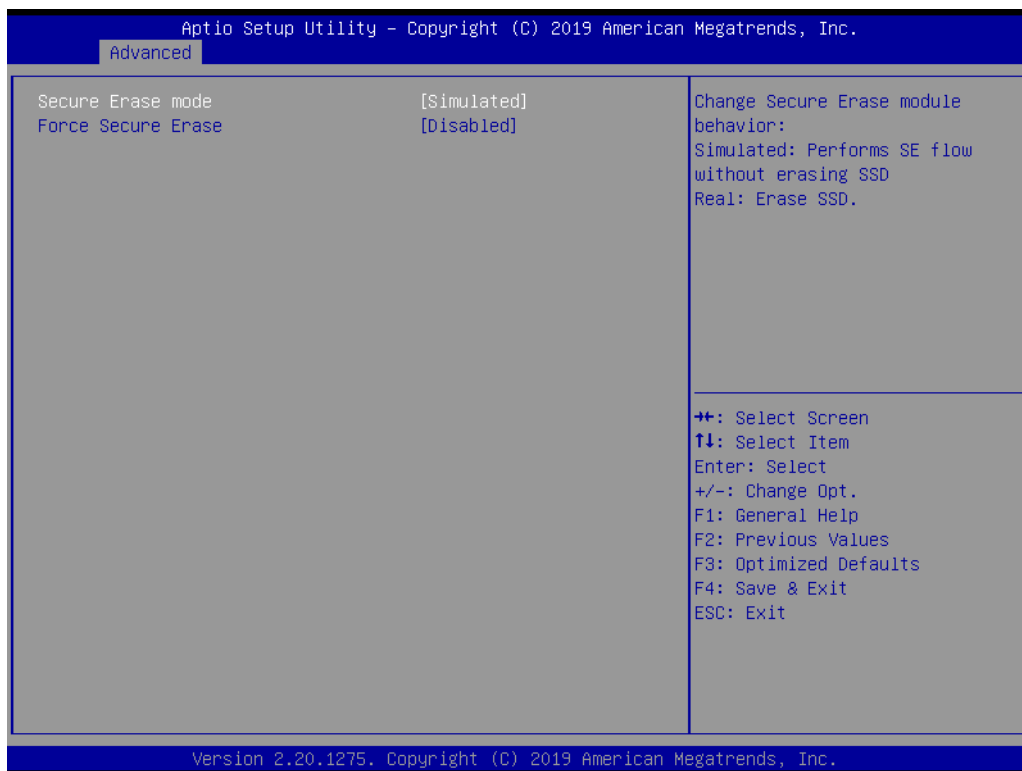 Aptio Setup Utility – Copyright (C) 2019 American Megatrends, Inc.
Advanced
Secure Erase mode [Simulated]
Force Secure Erase [Disabled]
Change Secure Erase module
behavior:
Simulated: Performs SE flow
without erasing SSD
Real: Erase SSD.
→←: Select Screen
↑↓: Select Item
Enter: Select
+/-: Change Opt.
F1: General Help
F2: Previous Values
F3: Optimized Defaults
F4: Save & Exit
ESC: Exit
Version 2.20.1275. Copyright (C) 2019 American Megatrends, Inc.